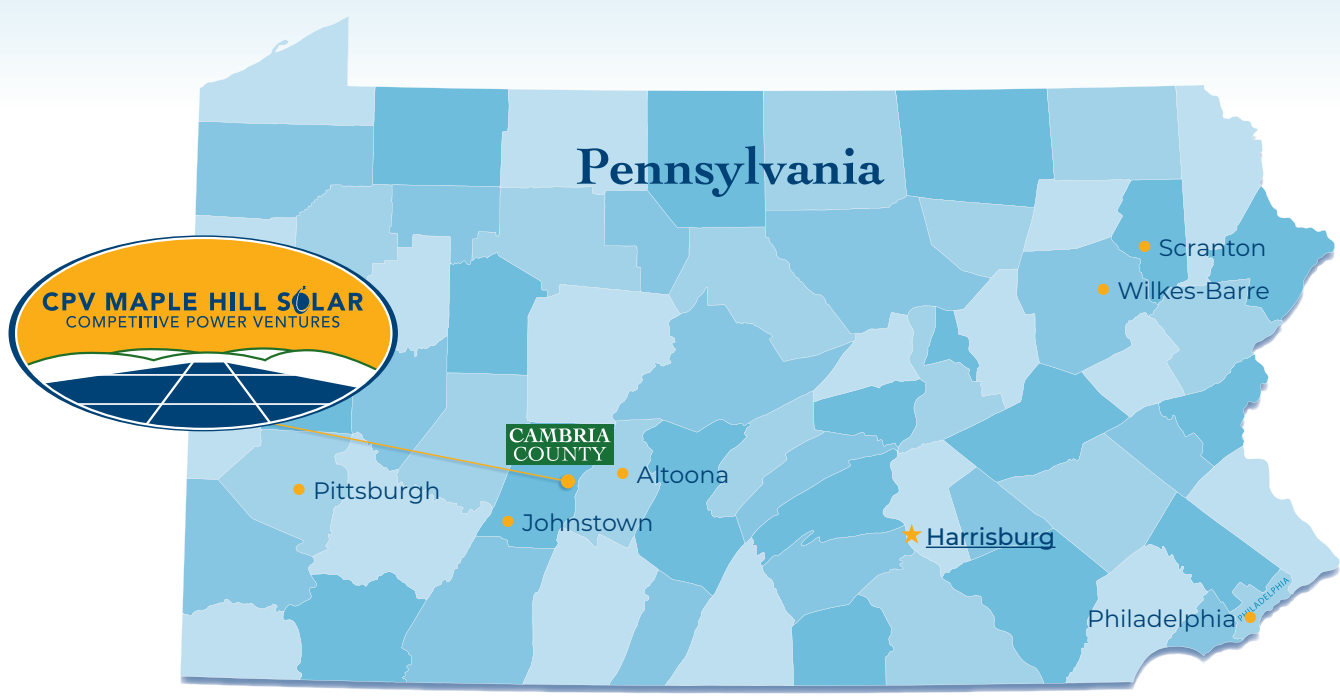 Pennsylvania
Scranton
Wilkes-Barre
CPV MAPLE HILL SOLAR
COMPETITIVE POWER VENTURES
CAMBRIA
COUNTY
Altoona
Pittsburgh
Johnstown
Harrisburg
PHILADELPHIA
Philadelphia